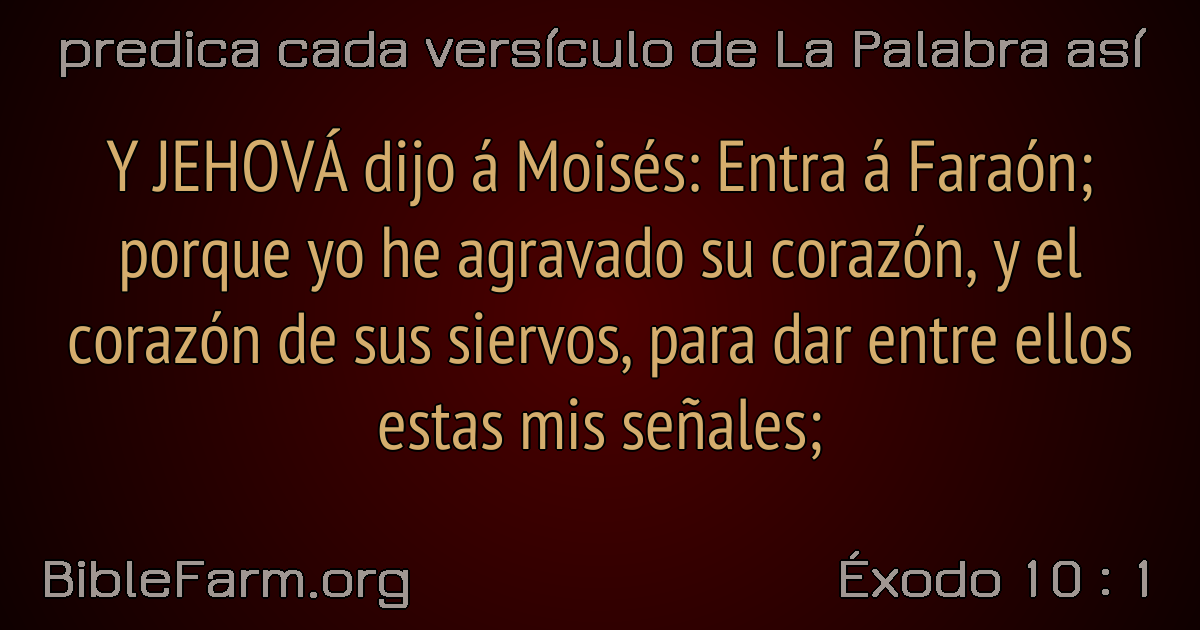 predica cada versículo de La Palabra así
Y JEHOVÁ dijo á Moisés: Entra á Faraón;
porque yo he agravado su corazón, y el
corazón de sus siervos, para dar entre ellos
estas mis señales;
BibleFarm.org
Éxodo 10 : 1